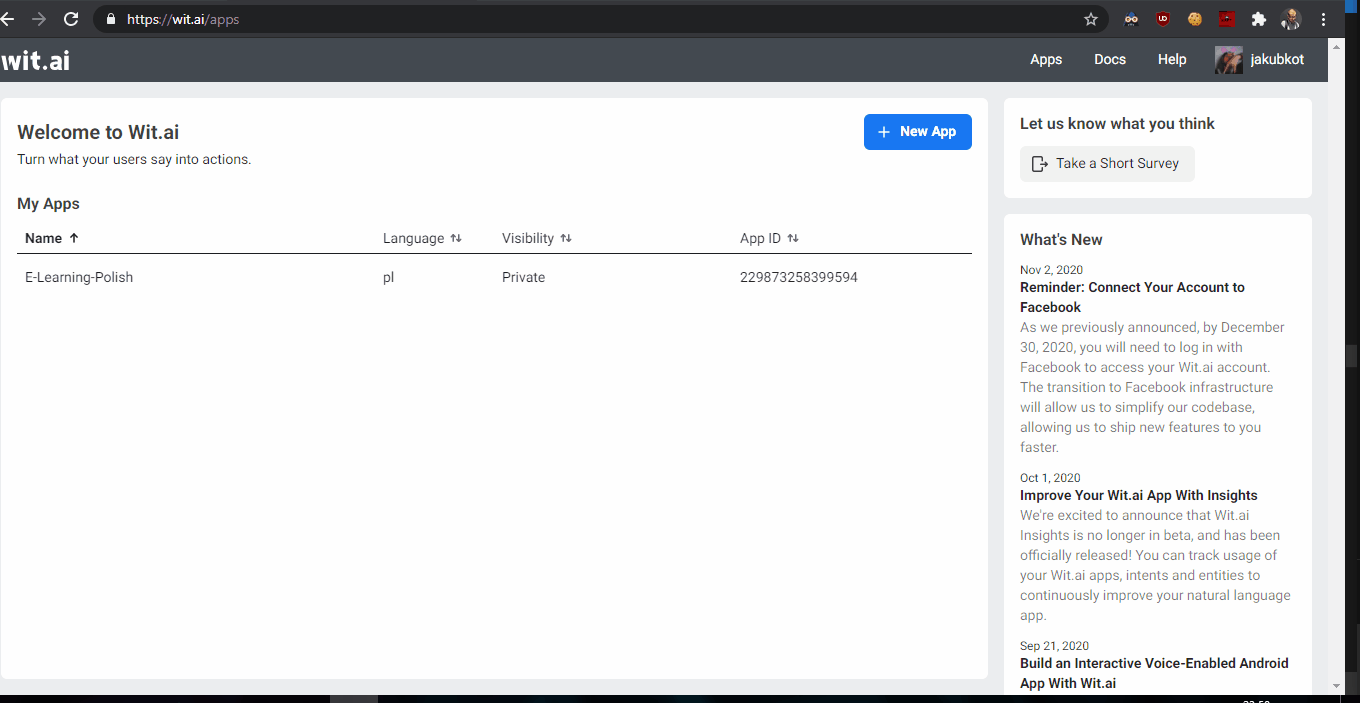 https://wit.ai/apps
wit.ai
Apps Docs Help jakubkot
Welcome to Wit.ai
+ New App
Turn what your users say into actions.
My Apps
Name ↑ Language ↑↓ Visibility ↑↓ App ID ↑↓
E-Learning-Polish pl Private 229873258399594
Let us know what you think
Take a Short Survey
What's New
Nov 2, 2020
Reminder: Connect Your Account to
Facebook
As we previously announced, by December
30, 2020, you will need to log in with
Facebook to access your Wit.ai account.
The transition to Facebook infrastructure
will allow us to simplify our codebase,
allowing us to ship new features to you
faster.
Oct 1, 2020
Improve Your Wit.ai App With Insights
We're excited to announce that Wit.ai
Insights is no longer in beta, and has been
officially released! You can track usage of
your Wit.ai apps, intents and entities to
continuously improve your natural language
app.
Sep 21, 2020
Build an Interactive Voice-Enabled Android
App With Wit.ai